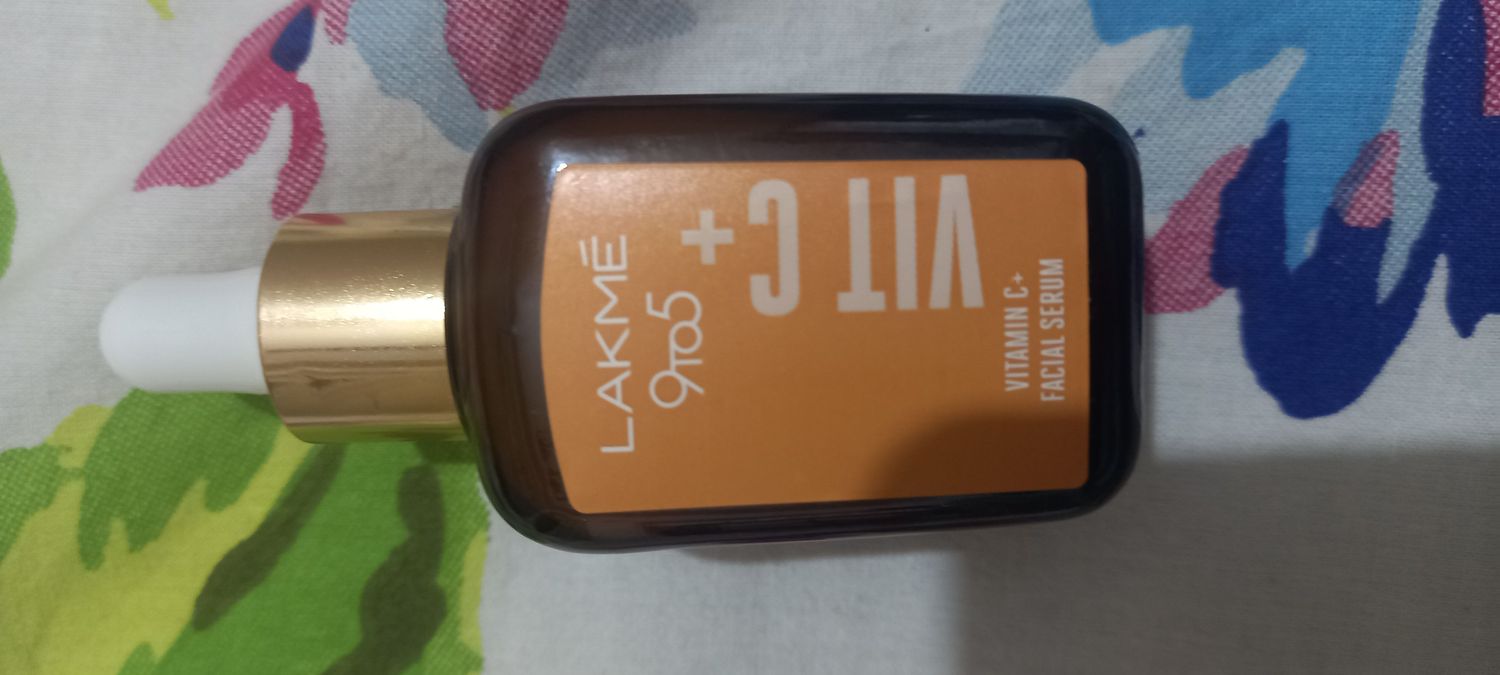 LAKMĒ
9TO5
VIT
C+
VITAMIN C+
FACIAL SERUM